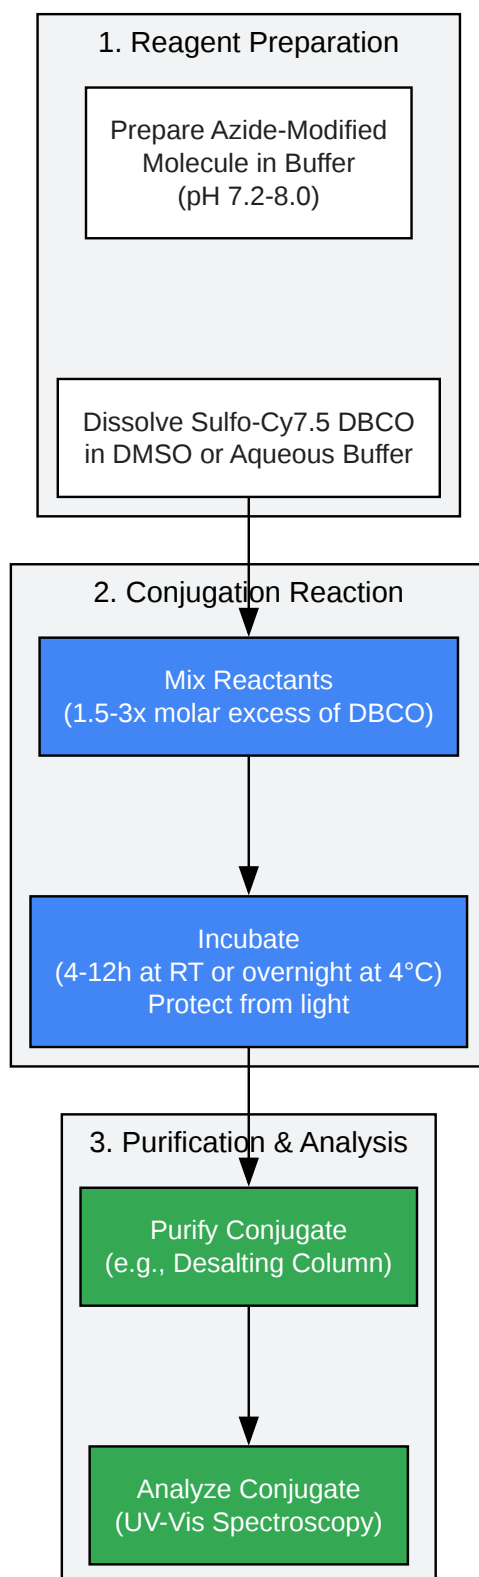 1. Reagent Preparation
Prepare Azide-Modified
Molecule in Buffer
(pH 7.2-8.0)
Dissolve Sulfo-Cy7.5 DBCO
in DMSO or Aqueous Buffer
2. Conjugation Reaction
Mix Reactants
(1.5-3x molar excess of DBCO)
Incubate
(4-12h at RT or overnight at 4°C)
Protect from light
3. Purification & Analysis
Purify Conjugate
(e.g., Desalting Column)
Analyze Conjugate
(UV-Vis Spectroscopy)